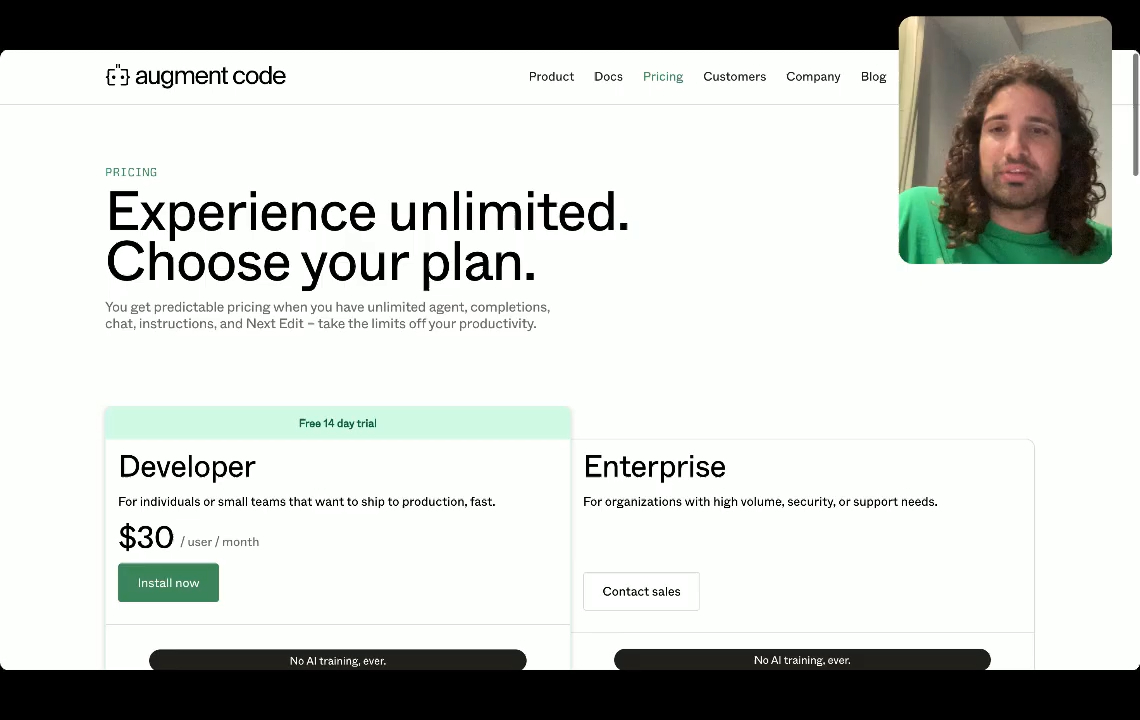 augment code
Product Docs Pricing Customers Company Blog
PRICING
Experience unlimited.
Choose your plan.
You get predictable pricing when you have unlimited agent, completions,
chat, instructions, and Next Edit – take the limits off your productivity.
Free 14 day trial
Developer
For individuals or small teams that want to ship to production, fast.
$30 / user / month
Install now
No AI training, ever.
Enterprise
For organizations with high volume, security, or support needs.
Contact sales
No AI training, ever.